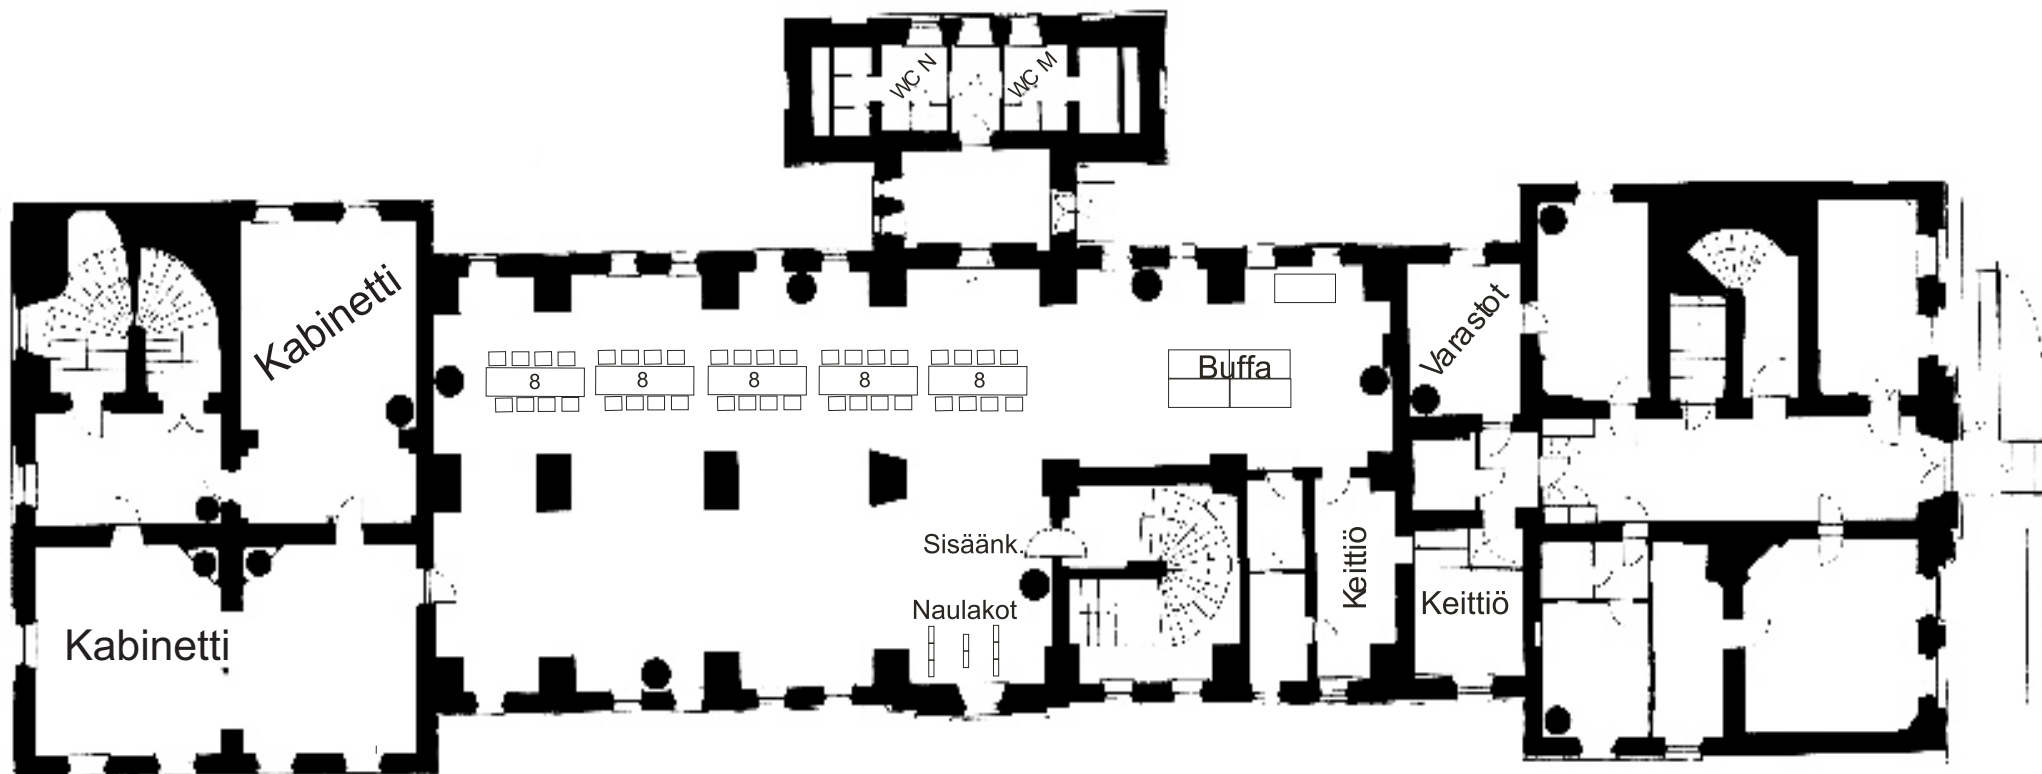 WC N
WC M
Kabinetti
Varastot
Buffa
8
8
8
8
8
Sisäänk.
Keittiö
Naulakot
Keittiö
Kabinetti